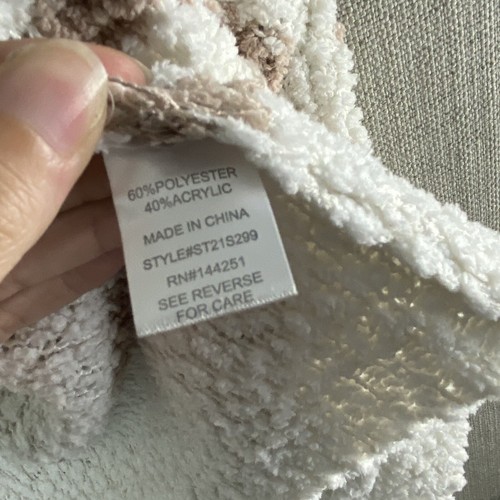 60%POLYESTER
40%ACRYLIC
MADE IN CHINA
STYLE#ST21S299
RN#144251
SEE REVERSE
FOR CARE